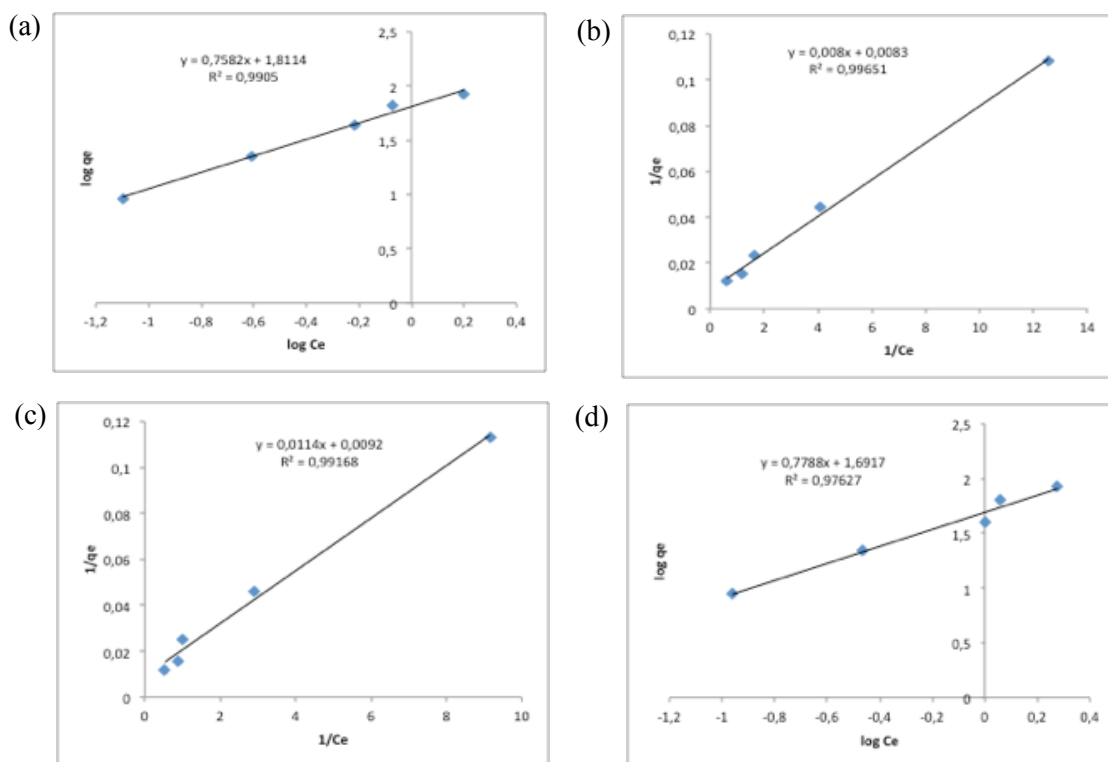 (a)
y = 0,7582x + 1,8114
R² = 0,9905
2,5
2
1,5
1
0,5
0
-1,2 -1 -0,8 -0,6 -0,4 -0,2 0 0,2 0,4
log qe
log Ce
(b)
y = 0,008x + 0,0083
R² = 0,99651
0,12
0,1
0,08
0,06
0,04
0,02
0
0 2 4 6 8 10 12 14
1/qe
1/Ce
(c)
y = 0,0114x + 0,0092
R² = 0,99168
0,12
0,1
0,08
0,06
0,04
0,02
0
0 2 4 6 8 10
1/qe
1/Ce
(d)
y = 0,7788x + 1,6917
R² = 0,97627
2,5
2
1,5
1
0,5
0
-1,2 -1 -0,8 -0,6 -0,4 -0,2 0 0,2 0,4
log qe
log Ce